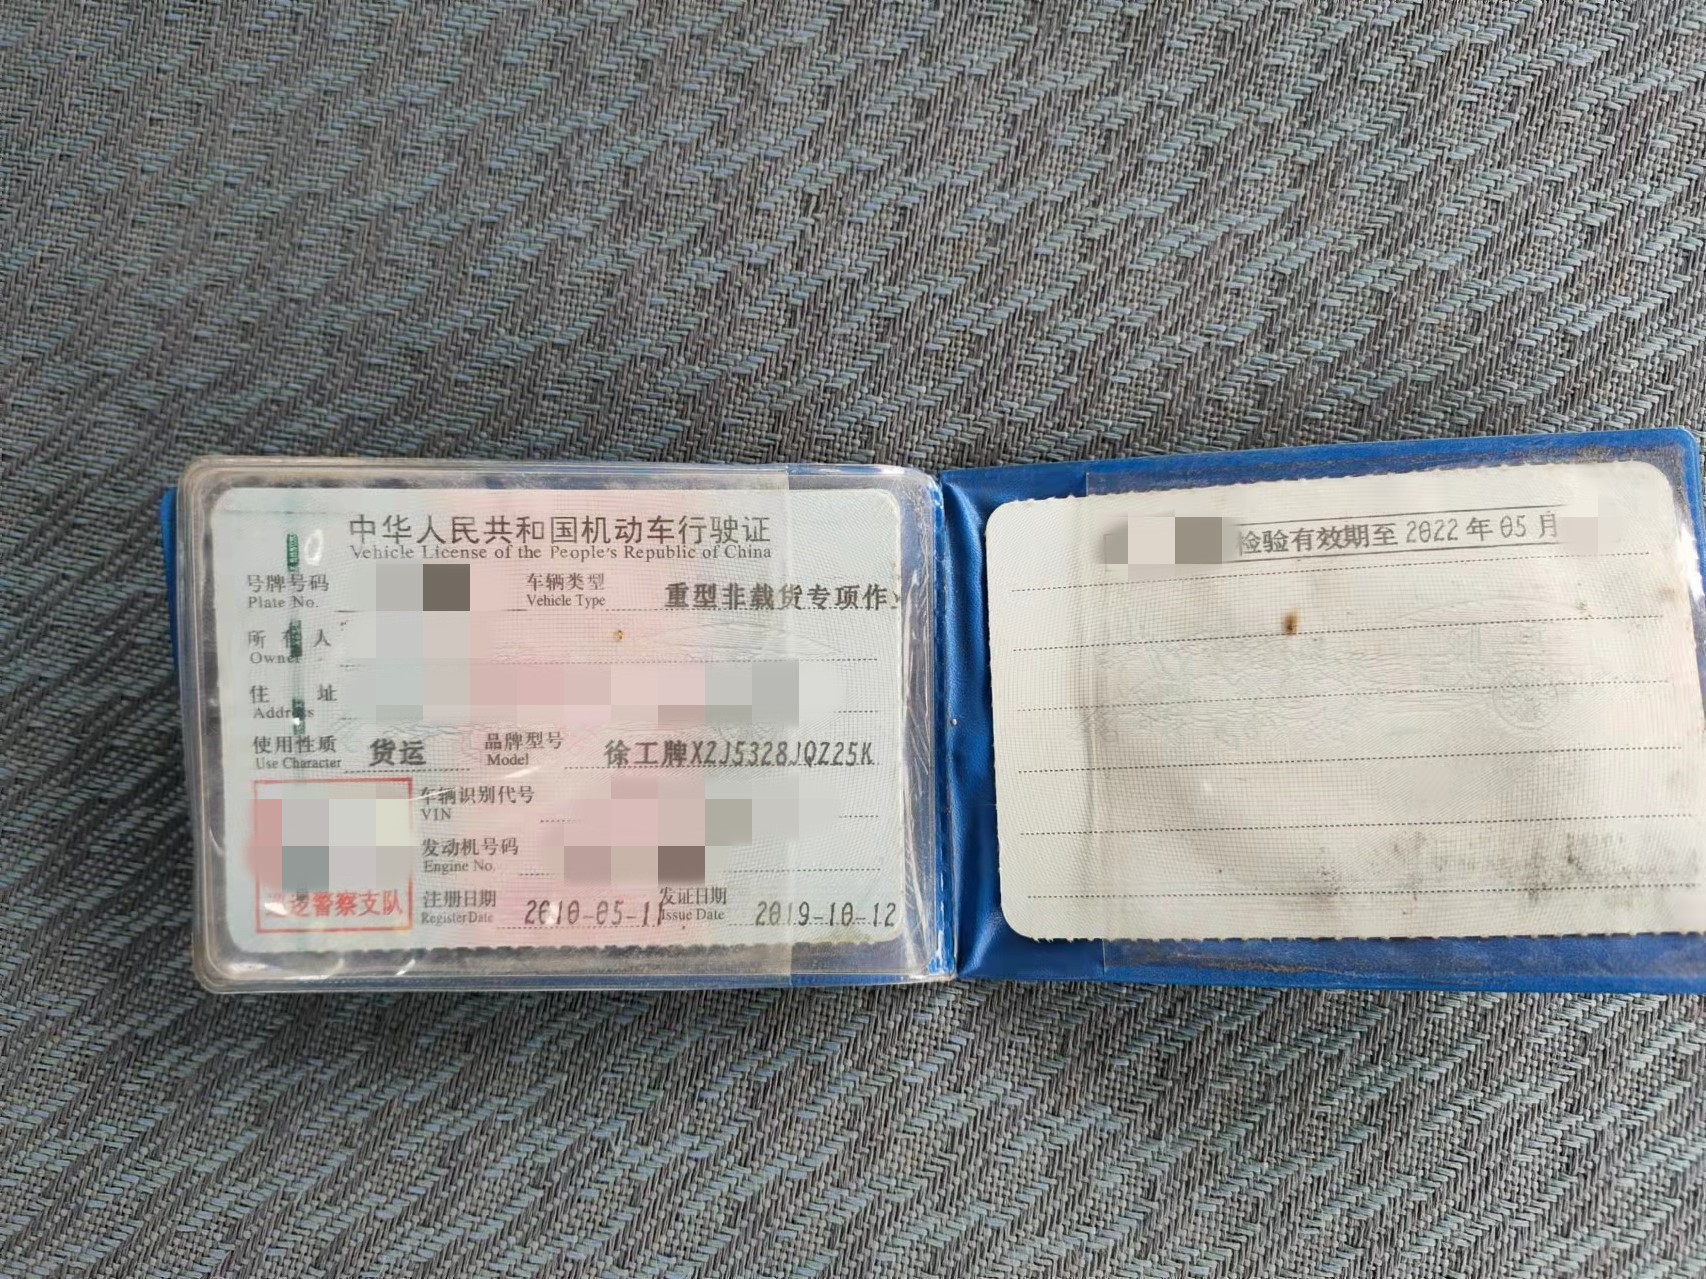 中华人民共和国机动车行驶证
Vehicle License of the People's Republic of China
号牌号码
Plate No.
车辆类型
Vehicle Type
重型非载货专项作
所有人
Owner
住址
Address
使用性质
Use Character
货运
品牌型号
Model
徐工牌XZJ5328JQZ25K
车辆识别代号
VIN
发动机号码
Engine No.
警察支队
注册日期
Register Date
2010-05-11
发证日期
Issue Date
2019-10-12
检验有效期至2022年05月